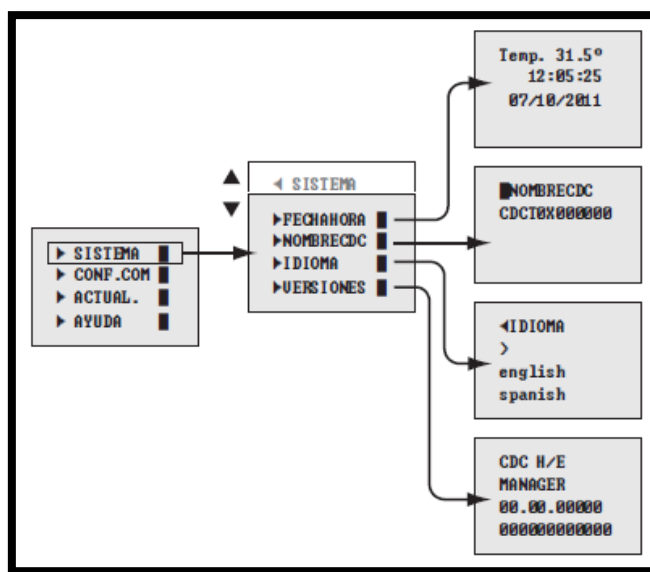 ▶ SISTEMA
▶ CONF.COM
▶ ACTUAL.
▶ AYUDA
◀ SISTEMA
▶FECHAHORA
▶NOMBRECDC
▶IDIOMA
▶VERSIONES
Temp. 31.5º
12:05:25
07/10/2011
NOMBRECDC
CDCT0X000000
◀IDIOMA
>
english
spanish
CDC H/E
MANAGER
00.00.00000
000000000000